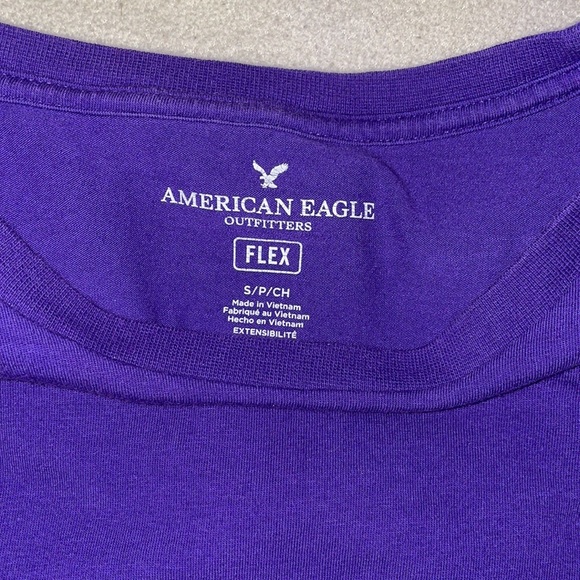 AMERICAN EAGLE
OUTFITTERS
FLEX
S/P/CH
Made in Vietnam
Fabriqué au Vietnam
Hecho en Vietnam
EXTENSIBILITÉ